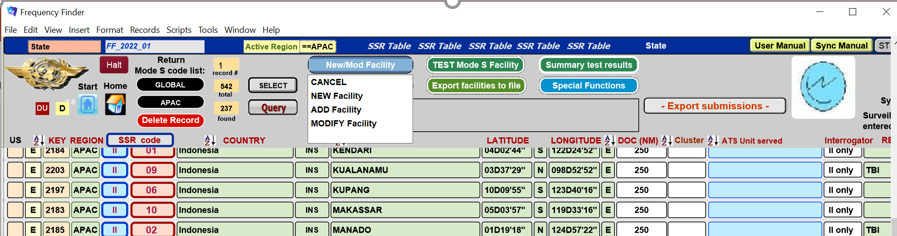 Frequency Finder
File Edit View Insert Format Records Scripts Tools Window Help
State FF_2022_01 Active Region ==APAC SSR Table SSR Table SSR Table SSR Table SSR Table State User Manual Sync Manual ST
Halt Return Mode S code list: 1 record # New/Mod Facility TEST Mode S Facility Summary test results
GLOBAL 542 total SELECT CANCEL Export facilities to file Special Functions
Start Home APAC NEW Facility
DU D Delete Record 237 found Query ADD Facility - Export submissions -
MODIFY Facility
Sy
Surveil
entered
US KEY REGION SSR code COUNTRY LATITUDE LONGITUDE DOC (NM) Cluster ATS Unit served Interrogator RE
E 2184 APAC II 01 Indonesia INS KENDARI 04D02'44" S 122D24'52" E 250 II only
E 2203 APAC II 09 Indonesia INS KUALANAMU 03D37'29" N 098D52'52" E 250 II only TBI
E 2197 APAC II 06 Indonesia INS KUPANG 10D09'55" S 123D40'16" E 250 II only
E 2183 APAC II 10 Indonesia INS MAKASSAR 05D03'57" S 119D33'16" E 250 II only TBI
E 2185 APAC II 02 Indonesia INS MANADO 01D19'18" N 124D57'22" E 250 II only